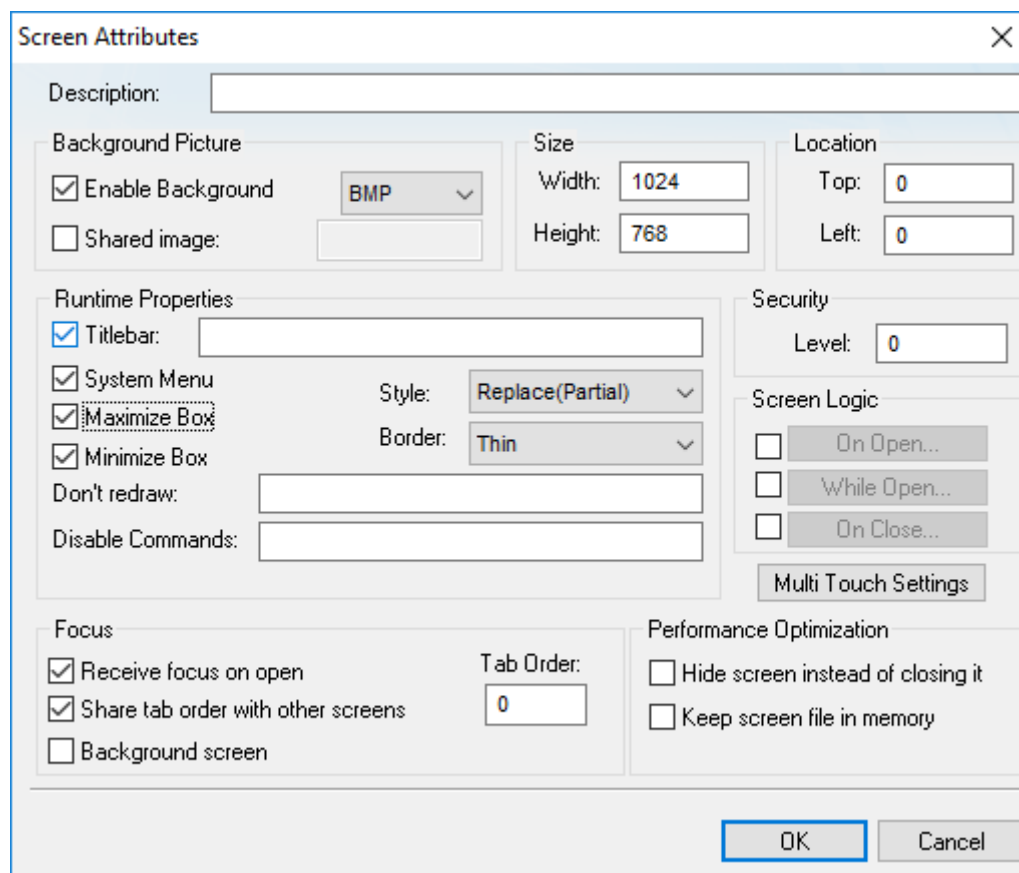 Screen Attributes
Description:
Background Picture
Enable Background
BMP
Shared image:
Size
Width: 1024
Height: 768
Location
Top: 0
Left: 0
Runtime Properties
Titlebar:
System Menu
Maximize Box
Minimize Box
Style: Replace(Partial)
Border: Thin
Don't redraw:
Disable Commands:
Security
Level: 0
Screen Logic
On Open...
While Open...
On Close...
Multi Touch Settings
Focus
Receive focus on open
Share tab order with other screens
Background screen
Tab Order:
0
Performance Optimization
Hide screen instead of closing it
Keep screen file in memory
OK
Cancel